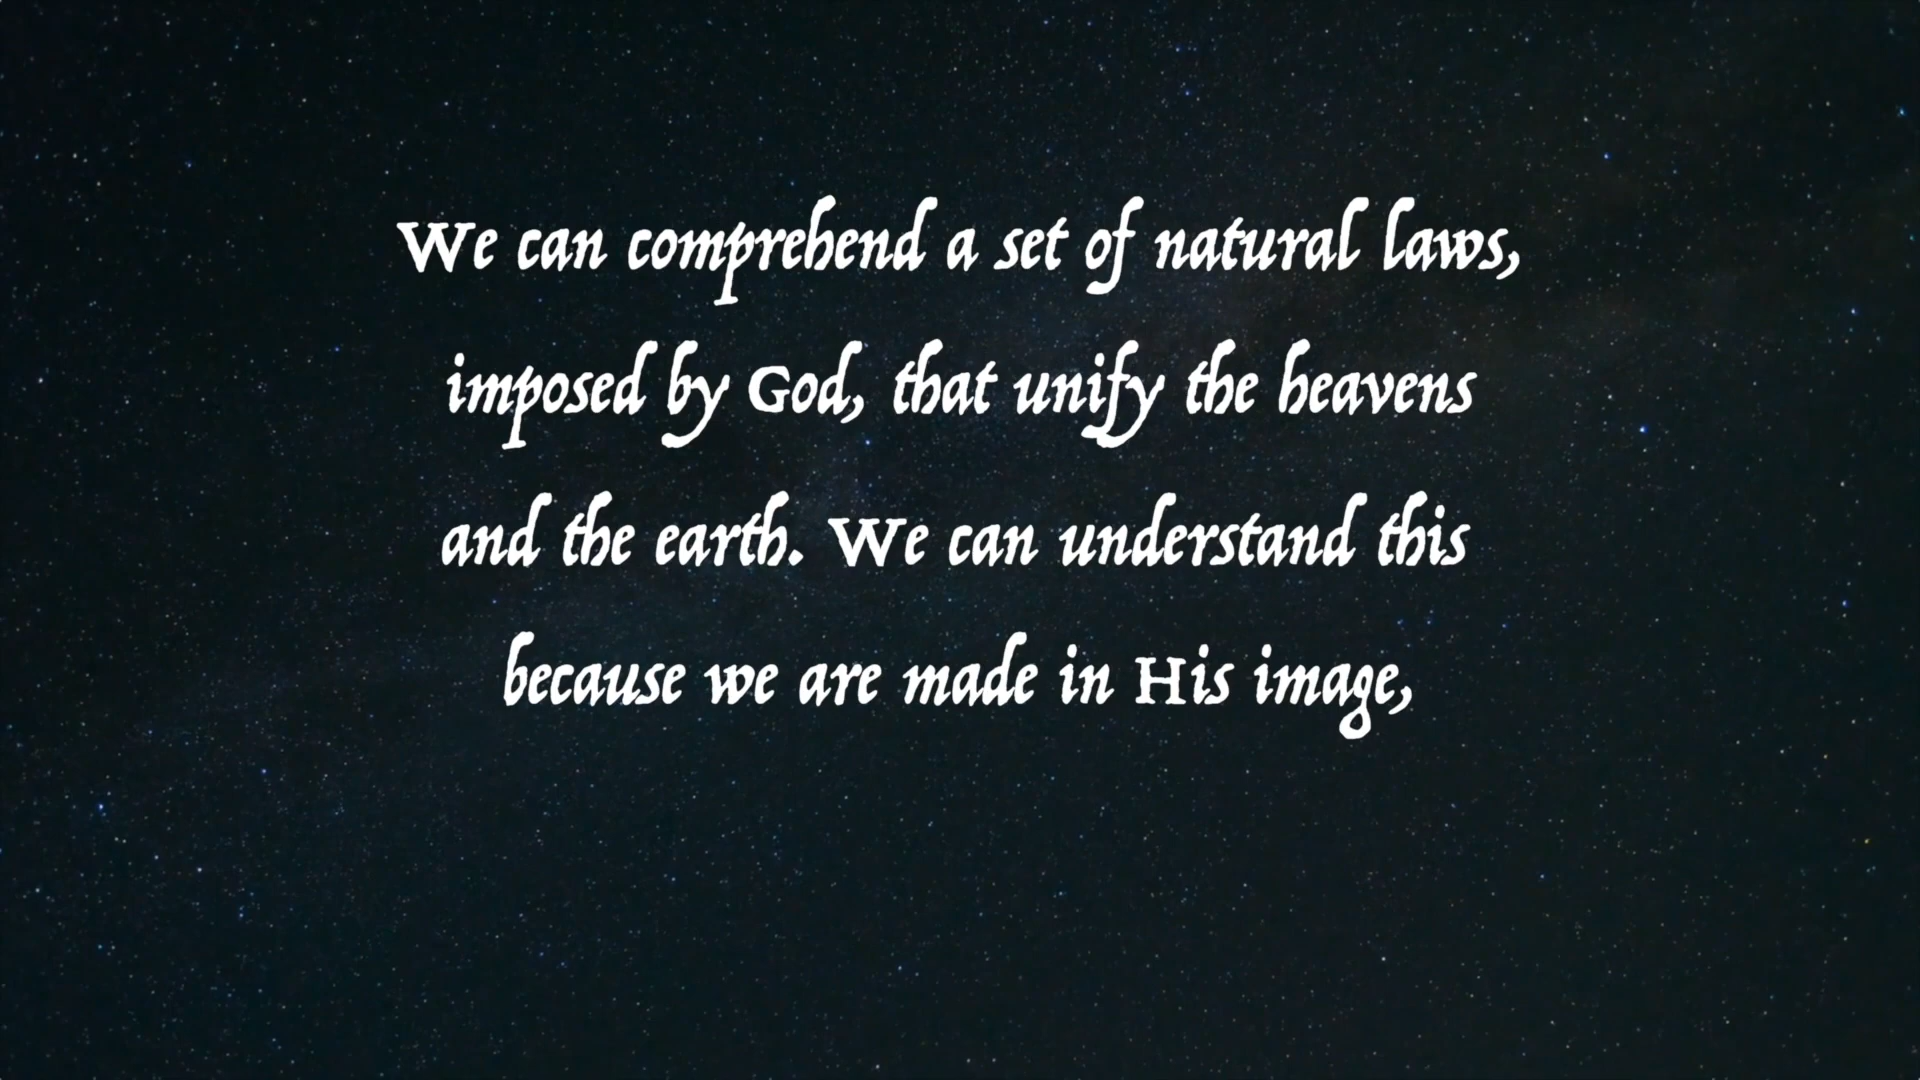 We can comprehend a set of natural laws,
imposed by God, that unify the heavens
and the earth. We can understand this
because we are made in His image,